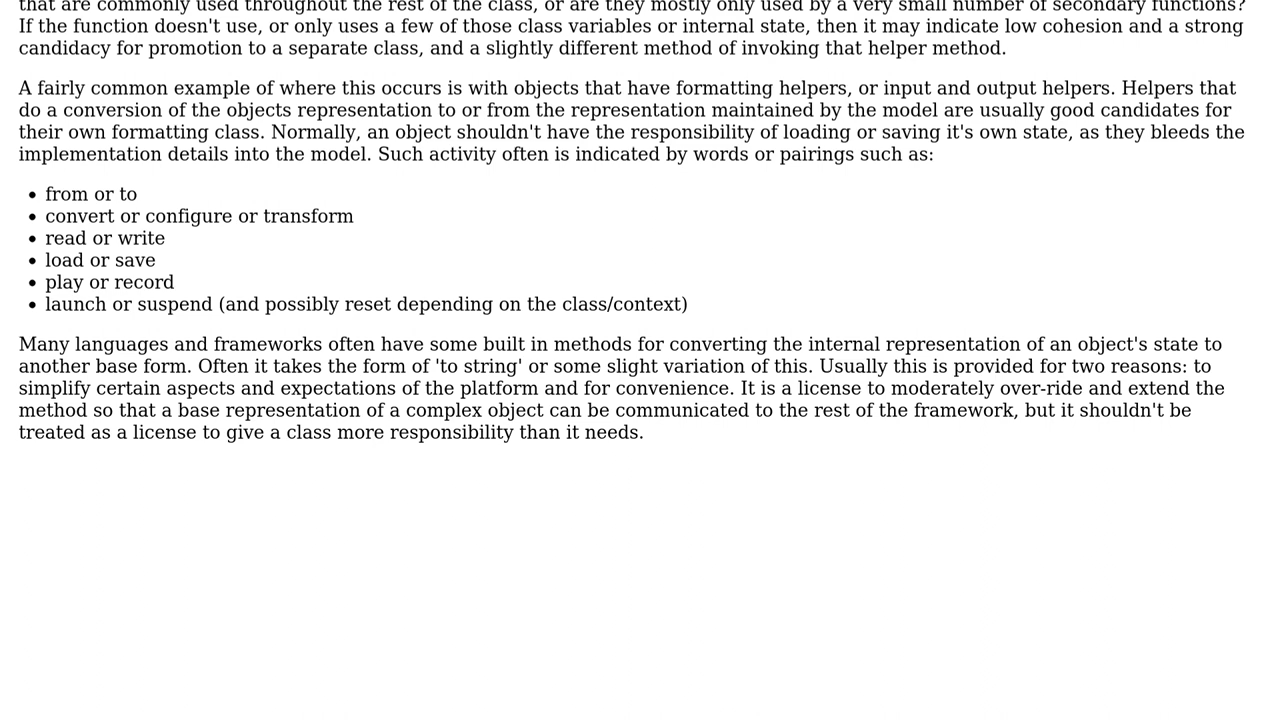 that are commonly used throughout the rest of the class, or are they mostly only used by a very small number of secondary functions?
If the function doesn't use, or only uses a few of those class variables or internal state, then it may indicate low cohesion and a strong
candidacy for promotion to a separate class, and a slightly different method of invoking that helper method.
A fairly common example of where this occurs is with objects that have formatting helpers, or input and output helpers. Helpers that
do a conversion of the objects representation to or from the representation maintained by the model are usually good candidates for
their own formatting class. Normally, an object shouldn't have the responsibility of loading or saving it's own state, as they bleeds the
implementation details into the model. Such activity often is indicated by words or pairings such as:
• from or to
• convert or configure or transform
• read or write
• load or save
• play or record
• launch or suspend (and possibly reset depending on the class/context)
Many languages and frameworks often have some built in methods for converting the internal representation of an object's state to
another base form. Often it takes the form of 'to string' or some slight variation of this. Usually this is provided for two reasons: to
simplify certain aspects and expectations of the platform and for convenience. It is a license to moderately over-ride and extend the
method so that a base representation of a complex object can be communicated to the rest of the framework, but it shouldn't be
treated as a license to give a class more responsibility than it needs.